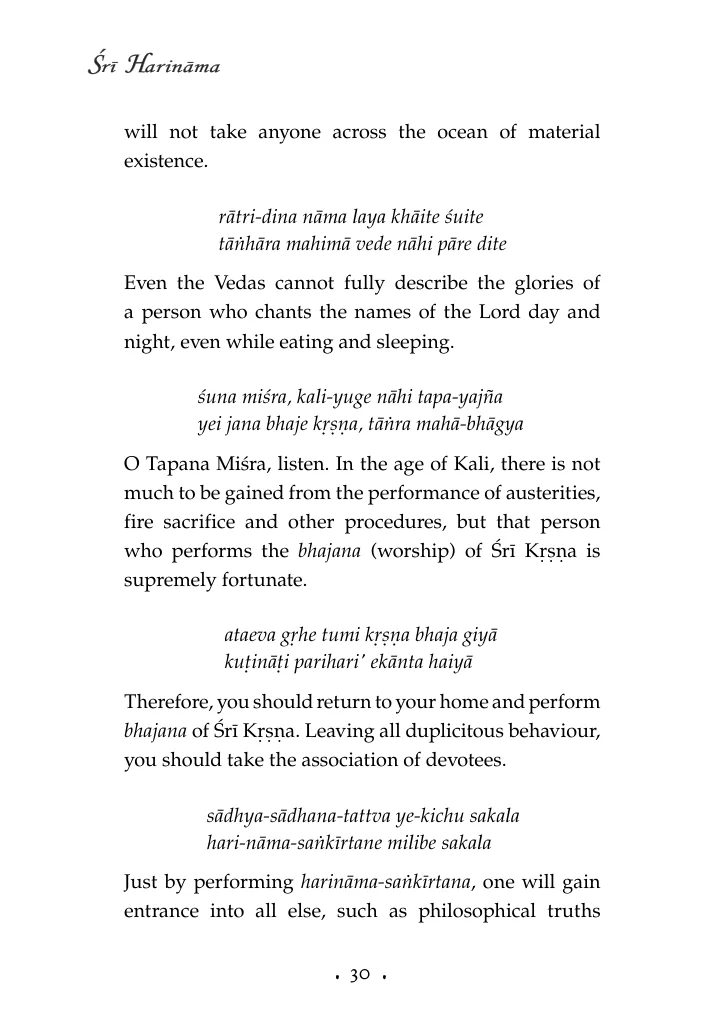 Śrī Harināma
will not take anyone across the ocean of material
existence.
rātri-dina nāma laya khāite śuite
tāṅhāra mahimā vede nāhi pāre dite
Even the Vedas cannot fully describe the glories of
a person who chants the names of the Lord day and
night, even while eating and sleeping.
śuna miśra, kali-yuge nāhi tapa-yajña
yei jana bhaje kṛṣṇa, tāṅra mahā-bhāgya
O Tapana Miśra, listen. In the age of Kali, there is not
much to be gained from the performance of austerities,
fire sacrifice and other procedures, but that person
who performs the bhajana (worship) of Śrī Kṛṣṇa is
supremely fortunate.
ataeva gṛhe tumi kṛṣṇa bhaja giyā
kuṭināṭi parihari’ ekānta haiyā
Therefore, you should return to your home and perform
bhajana of Śrī Kṛṣṇa. Leaving all duplicitous behaviour,
you should take the association of devotees.
sādhya-sādhana-tattva ye-kichu sakala
hari-nāma-saṅkīrtane milibe sakala
Just by performing harināma-saṅkīrtana, one will gain
entrance into all else, such as philosophical truths
• 30 •